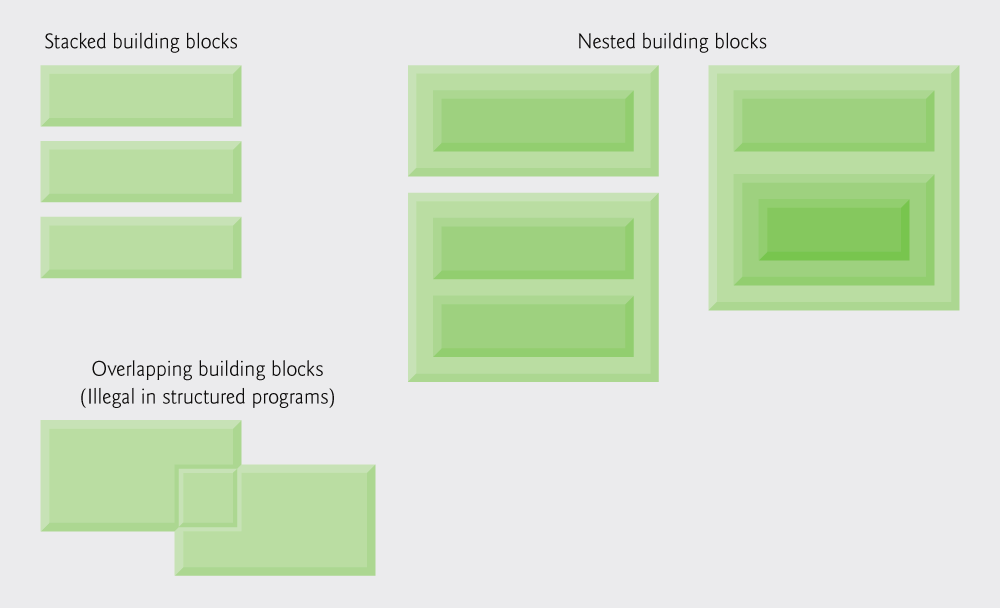 Stacked building blocks
Nested building blocks
Overlapping building blocks
(Illegal in structured programs)